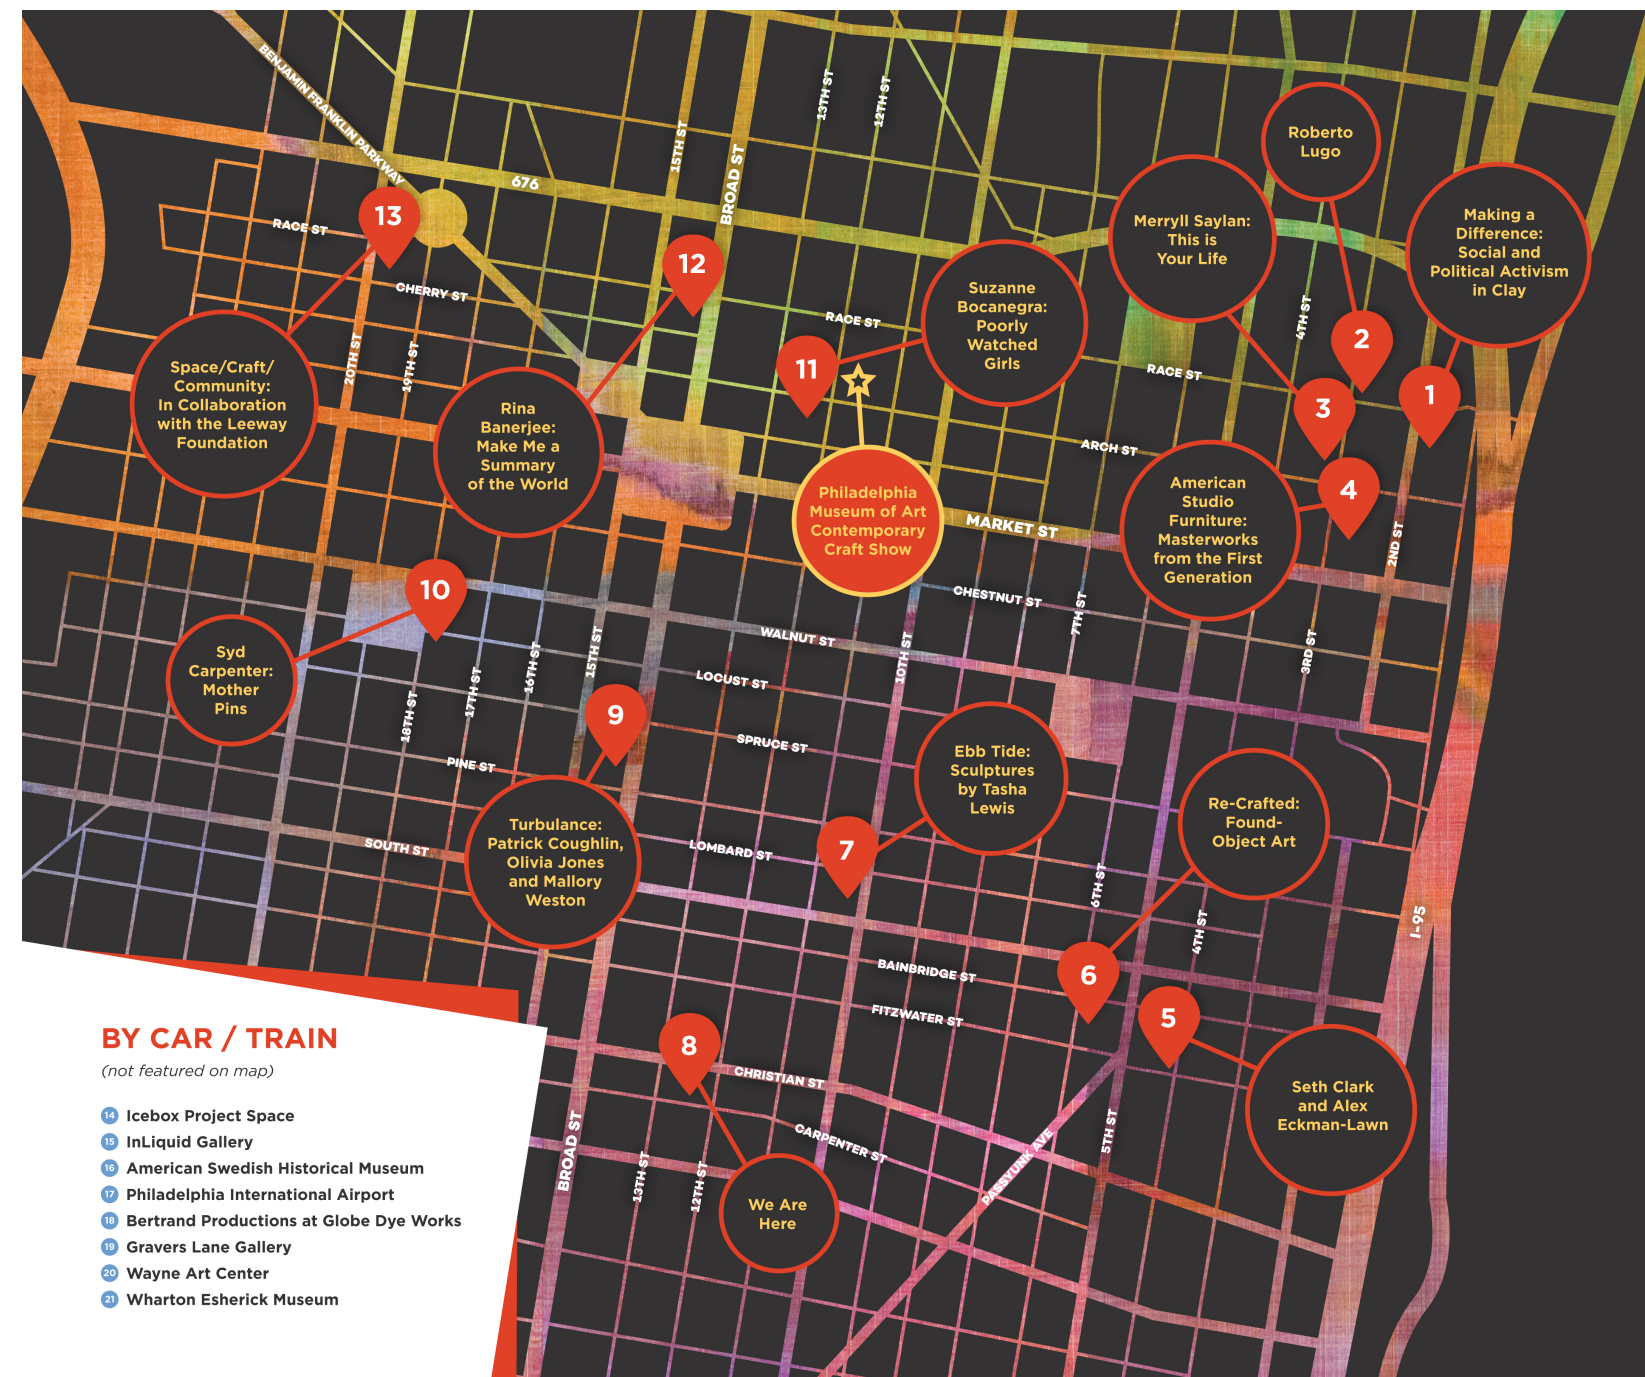 BENJAMIN FRANKLIN PARKWAY
676
15TH ST
BROAD ST
13TH ST
12TH ST
RACE ST
CHERRY ST
20TH ST
19TH ST
RACE ST
4TH ST
RACE ST
ARCH ST
MARKET ST
CHESTNUT ST
7TH ST
2ND ST
3RD ST
WALNUT ST
LOCUST ST
SPRUCE ST
10TH ST
15TH ST
16TH ST
17TH ST
18TH ST
PINE ST
SOUTH ST
LOMBARD ST
6TH ST
4TH ST
I-95
BAINBRIDGE ST
FITZWATER ST
CHRISTIAN ST
CARPENTER ST
PASSYUNK AVE
5TH ST
BROAD ST
13TH ST
12TH ST
1
Making a
Difference:
Social and
Political Activism
in Clay
2
Roberto
Lugo
3
Merryll Saylan:
This is
Your Life
4
American
Studio
Furniture:
Masterworks
from the First
Generation
5
Seth Clark
and Alex
Eckman-Lawn
6
Re-Crafted:
Found-
Object Art
7
Ebb Tide:
Sculptures
by Tasha
Lewis
8
We Are
Here
9
Turbulance:
Patrick Coughlin,
Olivia Jones
and Mallory
Weston
10
Syd
Carpenter:
Mother
Pins
11
Suzanne
Bocanegra:
Poorly
Watched
Girls
12
Rina
Banerjee:
Make Me a
Summary
of the World
13
Space/Craft/
Community:
In Collaboration
with the Leeway
Foundation
Philadelphia
Museum of Art
Contemporary
Craft Show
BY CAR / TRAIN
(not featured on map)
14 Icebox Project Space
15 InLiquid Gallery
16 American Swedish Historical Museum
17 Philadelphia International Airport
18 Bertrand Productions at Globe Dye Works
19 Gravers Lane Gallery
20 Wayne Art Center
21 Wharton Esherick Museum